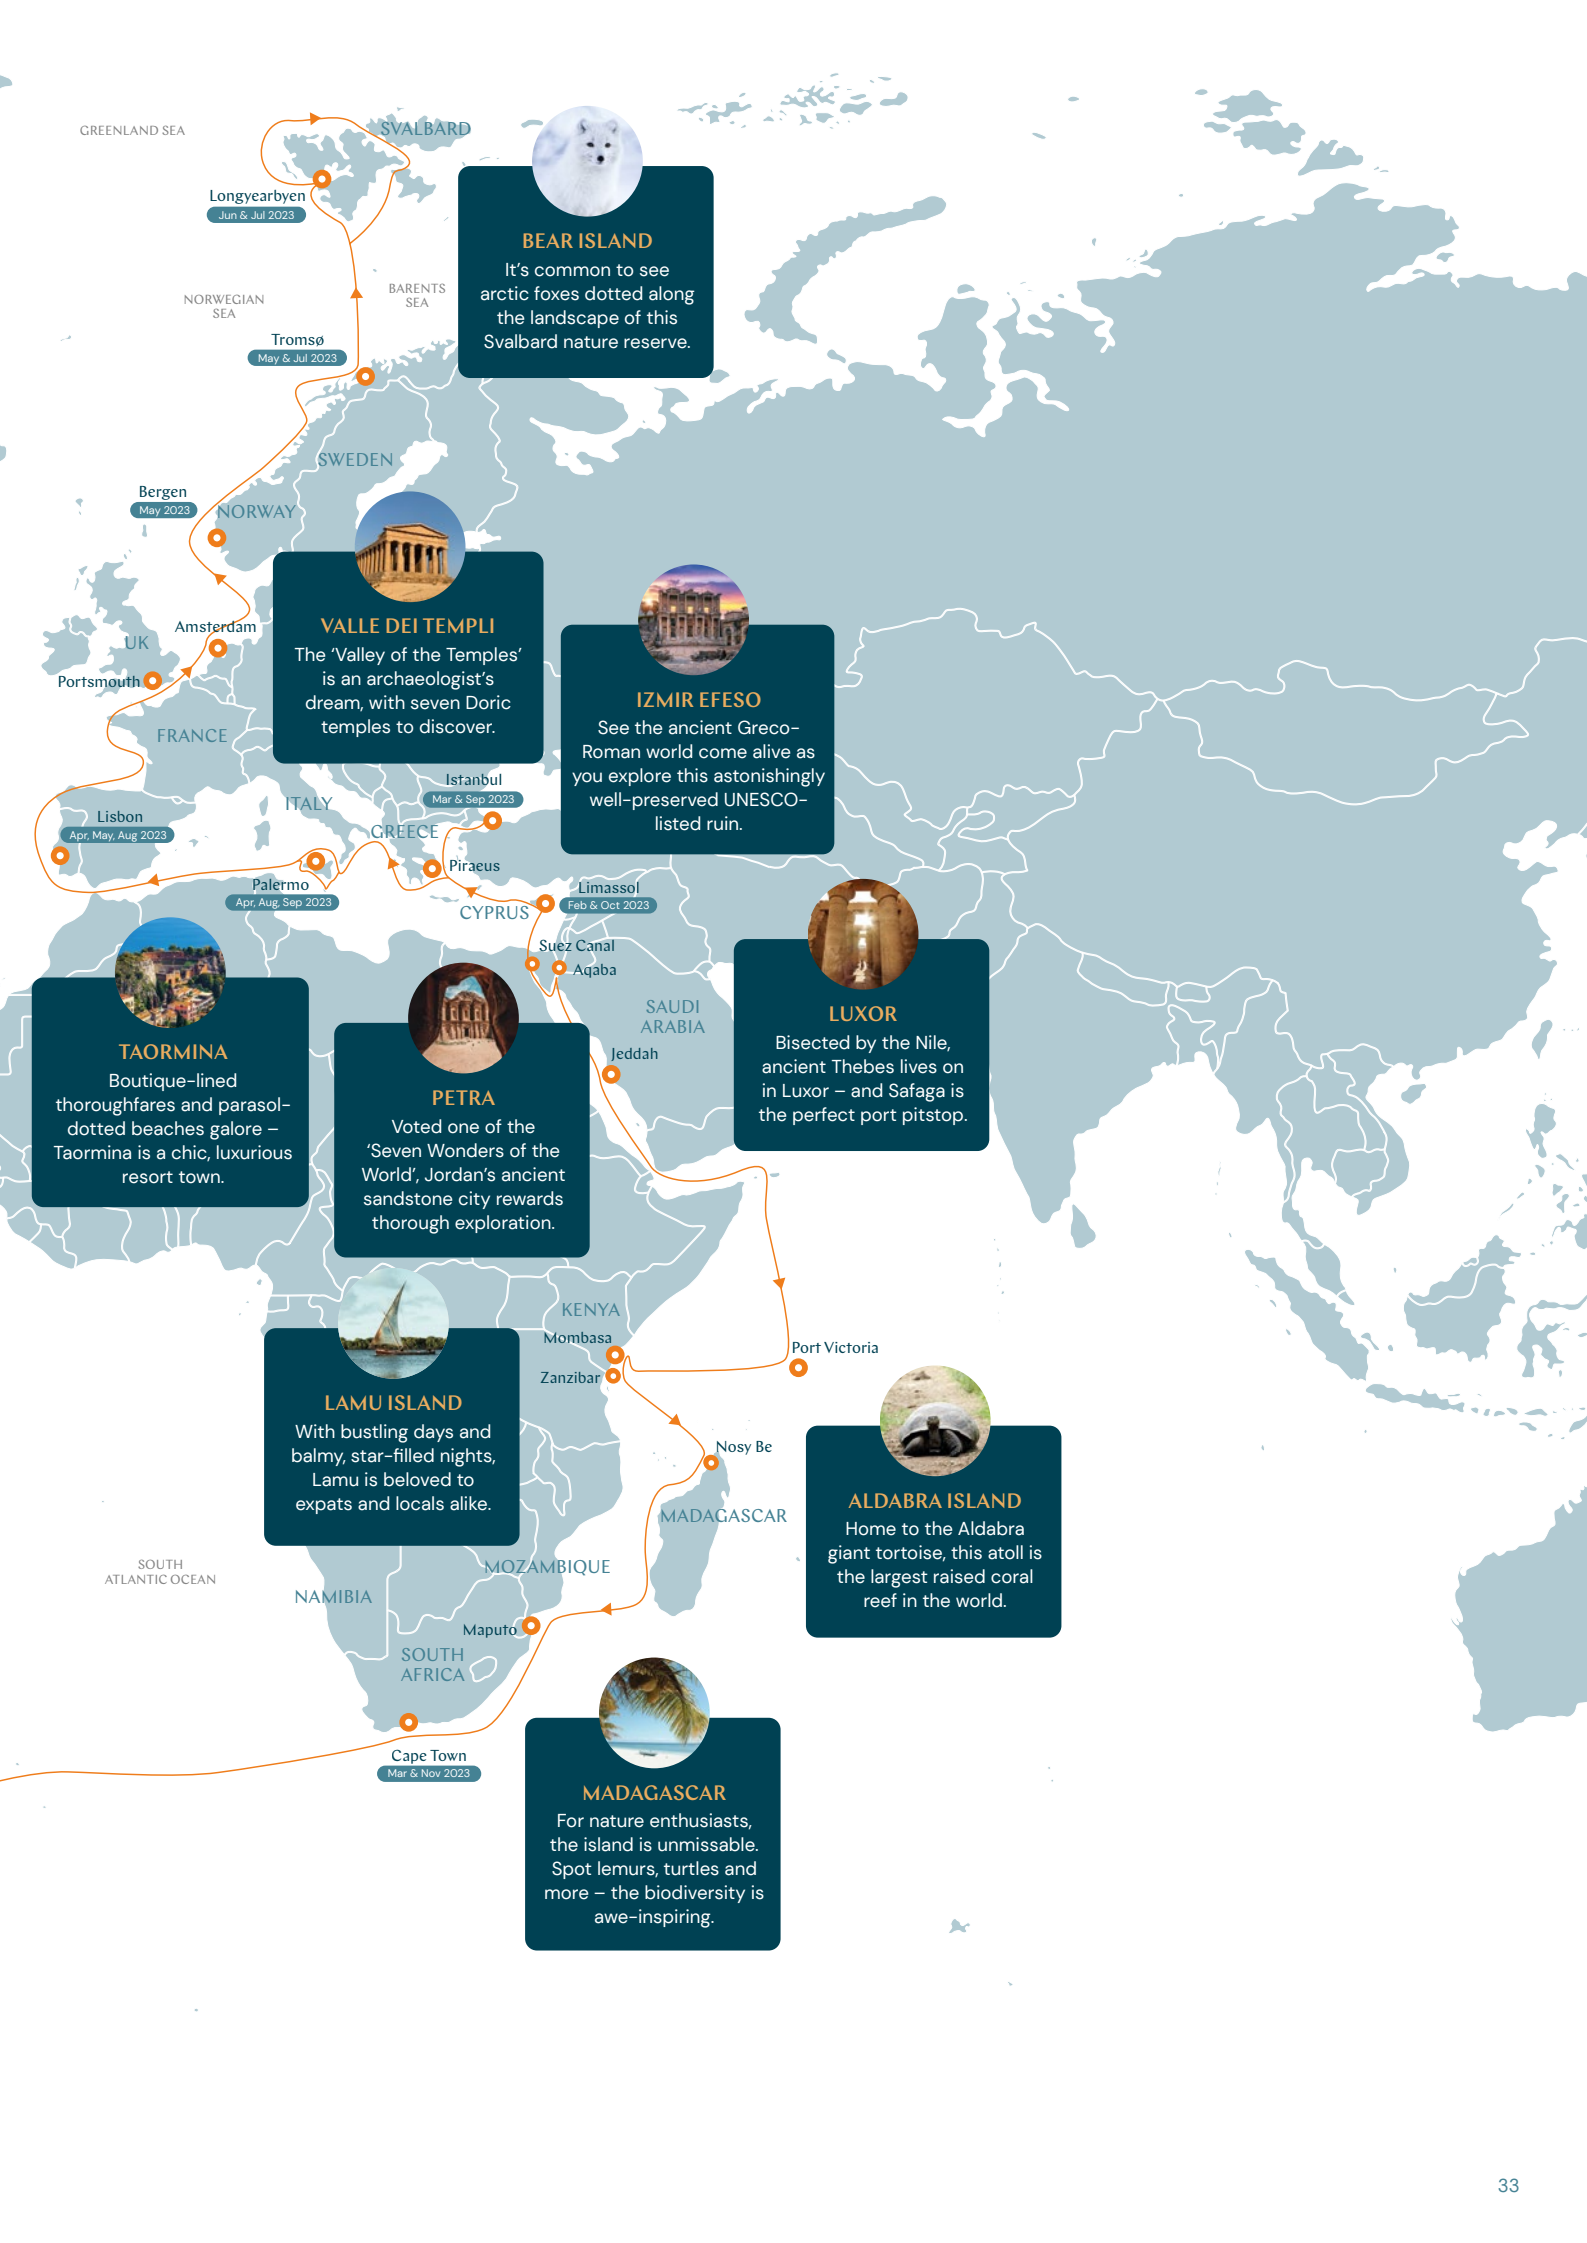 GREENLAND SEA
SVALBARD
Longyearbyen
Jun & Jul 2023
BEAR ISLAND
It's common to see
arctic foxes dotted along
the landscape of this
Svalbard nature reserve.
NORWEGIAN
SEA
BARENTS
SEA
Tromsø
May & Jul 2023
SWEDEN
Bergen
May 2023
NORWAY
Amsterdam
UK
Portsmouth
FRANCE
VALLE DEI TEMPLI
The ‘Valley of the Temples’
is an archaeologist’s
dream, with seven Doric
temples to discover.
IZMIR EFESO
See the ancient Greco-
Roman world come alive as
you explore this astonishingly
well-preserved UNESCO-
listed ruin.
Istanbul
Mar & Sep 2023
ITALY
GREECE
Lisbon
Apr, May, Aug 2023
Piraeus
Palermo
Apr, Aug, Sep 2023
Limassol
Feb & Oct 2023
CYPRUS
Suez Canal
Aqaba
SAUDI
ARABIA
Jeddah
LUXOR
Bisected by the Nile,
ancient Thebes lives on
in Luxor – and Safaga is
the perfect port pitstop.
TAORMINA
Boutique-lined
thoroughfares and parasol-
dotted beaches galore –
Taormina is a chic, luxurious
resort town.
PETRA
Voted one of the
‘Seven Wonders of the
World’, Jordan’s ancient
sandstone city rewards
thorough exploration.
KENYA
Mombasa
Zanzibar
Port Victoria
LAMU ISLAND
With bustling days and
balmy, star-filled nights,
Lamu is beloved to
expats and locals alike.
Nosy Be
MADAGASCAR
ALDABRA ISLAND
Home to the Aldabra
giant tortoise, this atoll is
the largest raised coral
reef in the world.
SOUTH
ATLANTIC OCEAN
MOZAMBIQUE
NAMIBIA
Maputo
SOUTH
AFRICA
Cape Town
Mar & Nov 2023
MADAGASCAR
For nature enthusiasts,
the island is unmissable.
Spot lemurs, turtles and
more – the biodiversity is
awe-inspiring.
33